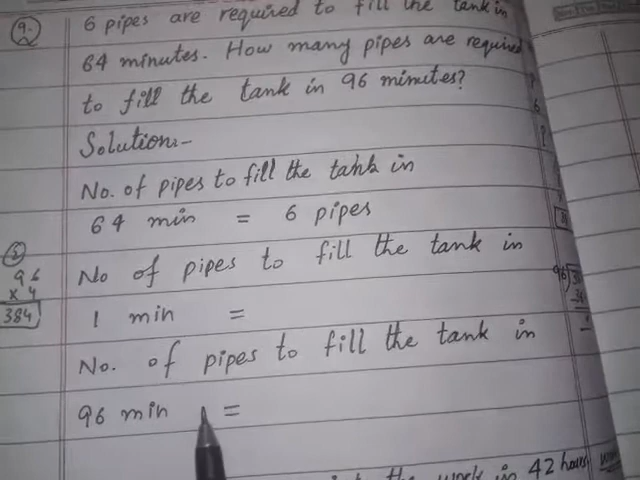 9.
6 pipes are required to fill the tank in
64 minutes. How many pipes are required
to fill the tank in 96 minutes?
Solution:-
No. of pipes to fill the tank in
64 min = 6 pipes
No of pipes to fill the tank in
1 min =
No. of pipes to fill the tank in
96 min =
96
x 4
384
96
the work in 42 hours